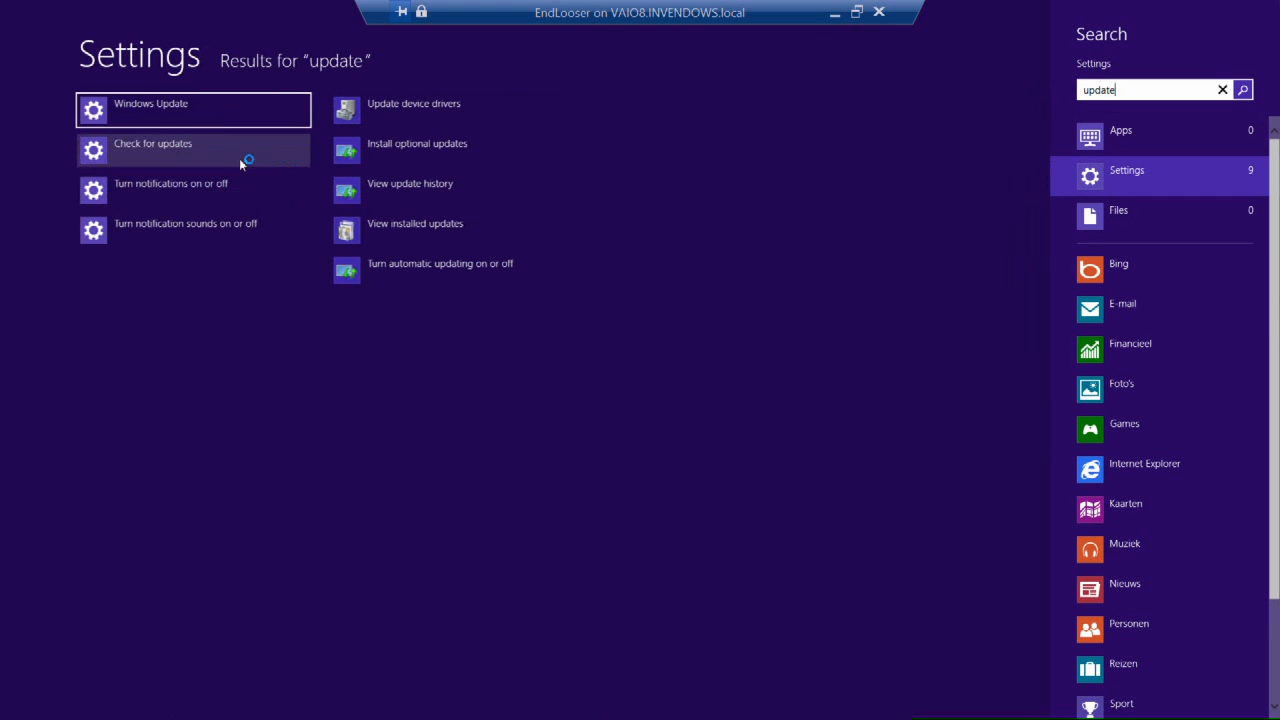 EndLooser on VAIO8.INVENDOWS.local
Settings Results for “update”
Windows Update
Check for updates
Turn notifications on or off
Turn notification sounds on or off
Update device drivers
Install optional updates
View update history
View installed updates
Turn automatic updating on or off
Search
Settings
update
Apps 0
Settings 9
Files 0
Bing
E-mail
Financieel
Foto's
Games
Internet Explorer
Kaarten
Muziek
Nieuws
Personen
Reizen
Sport